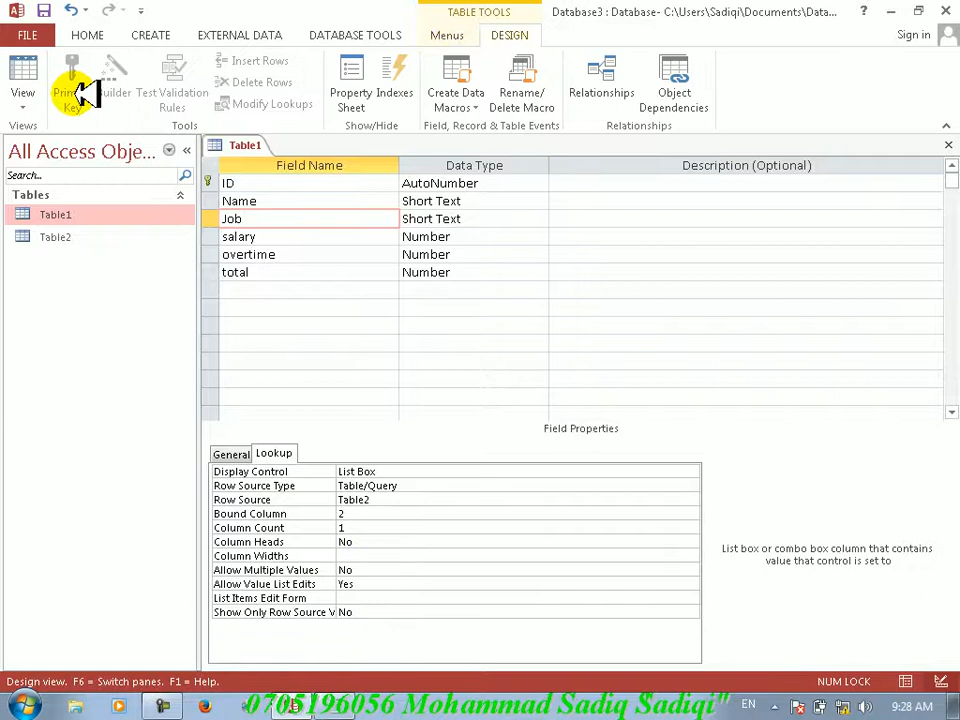 TABLE TOOLS
Database3 : Database- C:\Users\Sadiqi\Documents\Data...
FILE HOME CREATE EXTERNAL DATA DATABASE TOOLS Menus DESIGN Sign in
View
Key
Builder
Test Validation Rules
Insert Rows
Delete Rows
Modify Lookups
Property Sheet
Indexes
Create Data Macros
Rename/ Delete Macro
Relationships
Object Dependencies
Views Tools Show/Hide Field, Record & Table Events Relationships
All Access Obje...
Search...
Tables
Table1
Table2
Table1
Field Name Data Type Description (Optional)
ID AutoNumber
Name Short Text
Job Short Text
salary Number
overtime Number
total Number
Field Properties
General Lookup
Display Control List Box
Row Source Type Table/Query
Row Source Table2
Bound Column 2
Column Count 1
Column Heads No
Column Widths
Allow Multiple Values No
Allow Value List Edits Yes
List Items Edit Form
Show Only Row Source V No
List box or combo box column that contains
value that control is set to
Design view. F6 = Switch panes. F1 = Help. NUM LOCK
0705196056 Mohammad Sadiq Sadiqi"
EN 9:28 AM